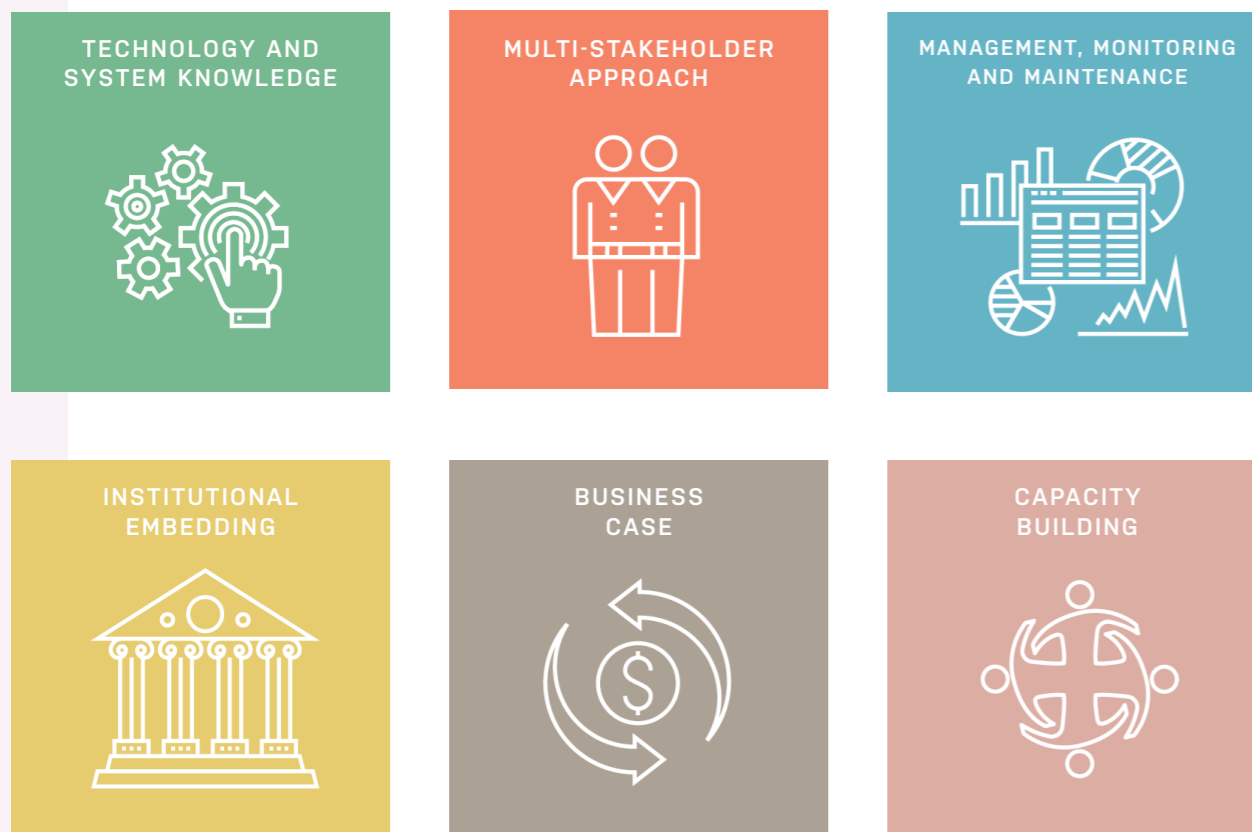 TECHNOLOGY AND
SYSTEM KNOWLEDGE
MULTI-STAKEHOLDER
APPROACH
MANAGEMENT, MONITORING
AND MAINTENANCE
INSTITUTIONAL
EMBEDDING
BUSINESS
CASE
$
CAPACITY
BUILDING